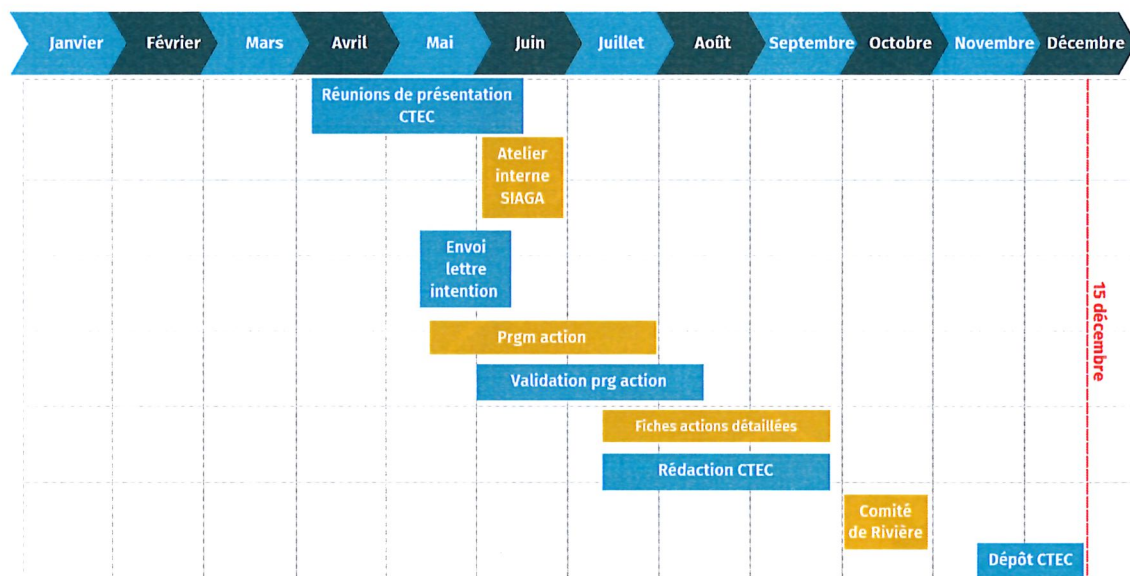 Janvier Février Mars Avril Mai Juin Juillet Août Septembre Octobre Novembre Décembre
Réunions de présentation
CTEC
Atelier
interne
SIAGA
Envoi
lettre
intention
15 décembre
Prgm action
Validation prg action
Fiches actions détaillées
Rédaction CTEC
Comité
de Rivière
Dépôt CTEC